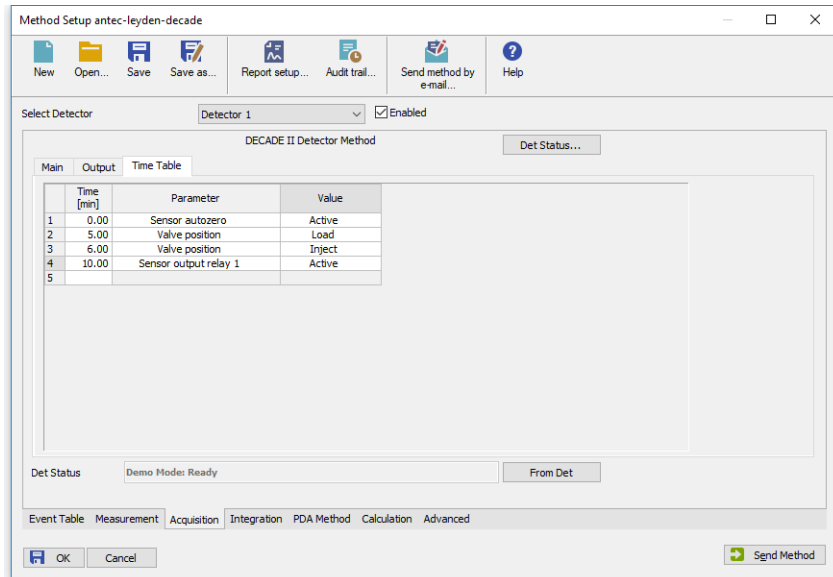 Method Setup antec-leyden-decade
New Open... Save Save as... Report setup... Audit trail... Send method by e-mail... Help
Select Detector Detector 1 Enabled
DECADE II Detector Method Det Status...
Main Output Time Table
Time [min] Parameter Value
1 0.00 Sensor autozero Active
2 5.00 Valve position Load
3 6.00 Valve position Inject
4 10.00 Sensor output relay 1 Active
5
Det Status Demo Mode: Ready From Det
Event Table Measurement Acquisition Integration PDA Method Calculation Advanced
OK Cancel Send Method